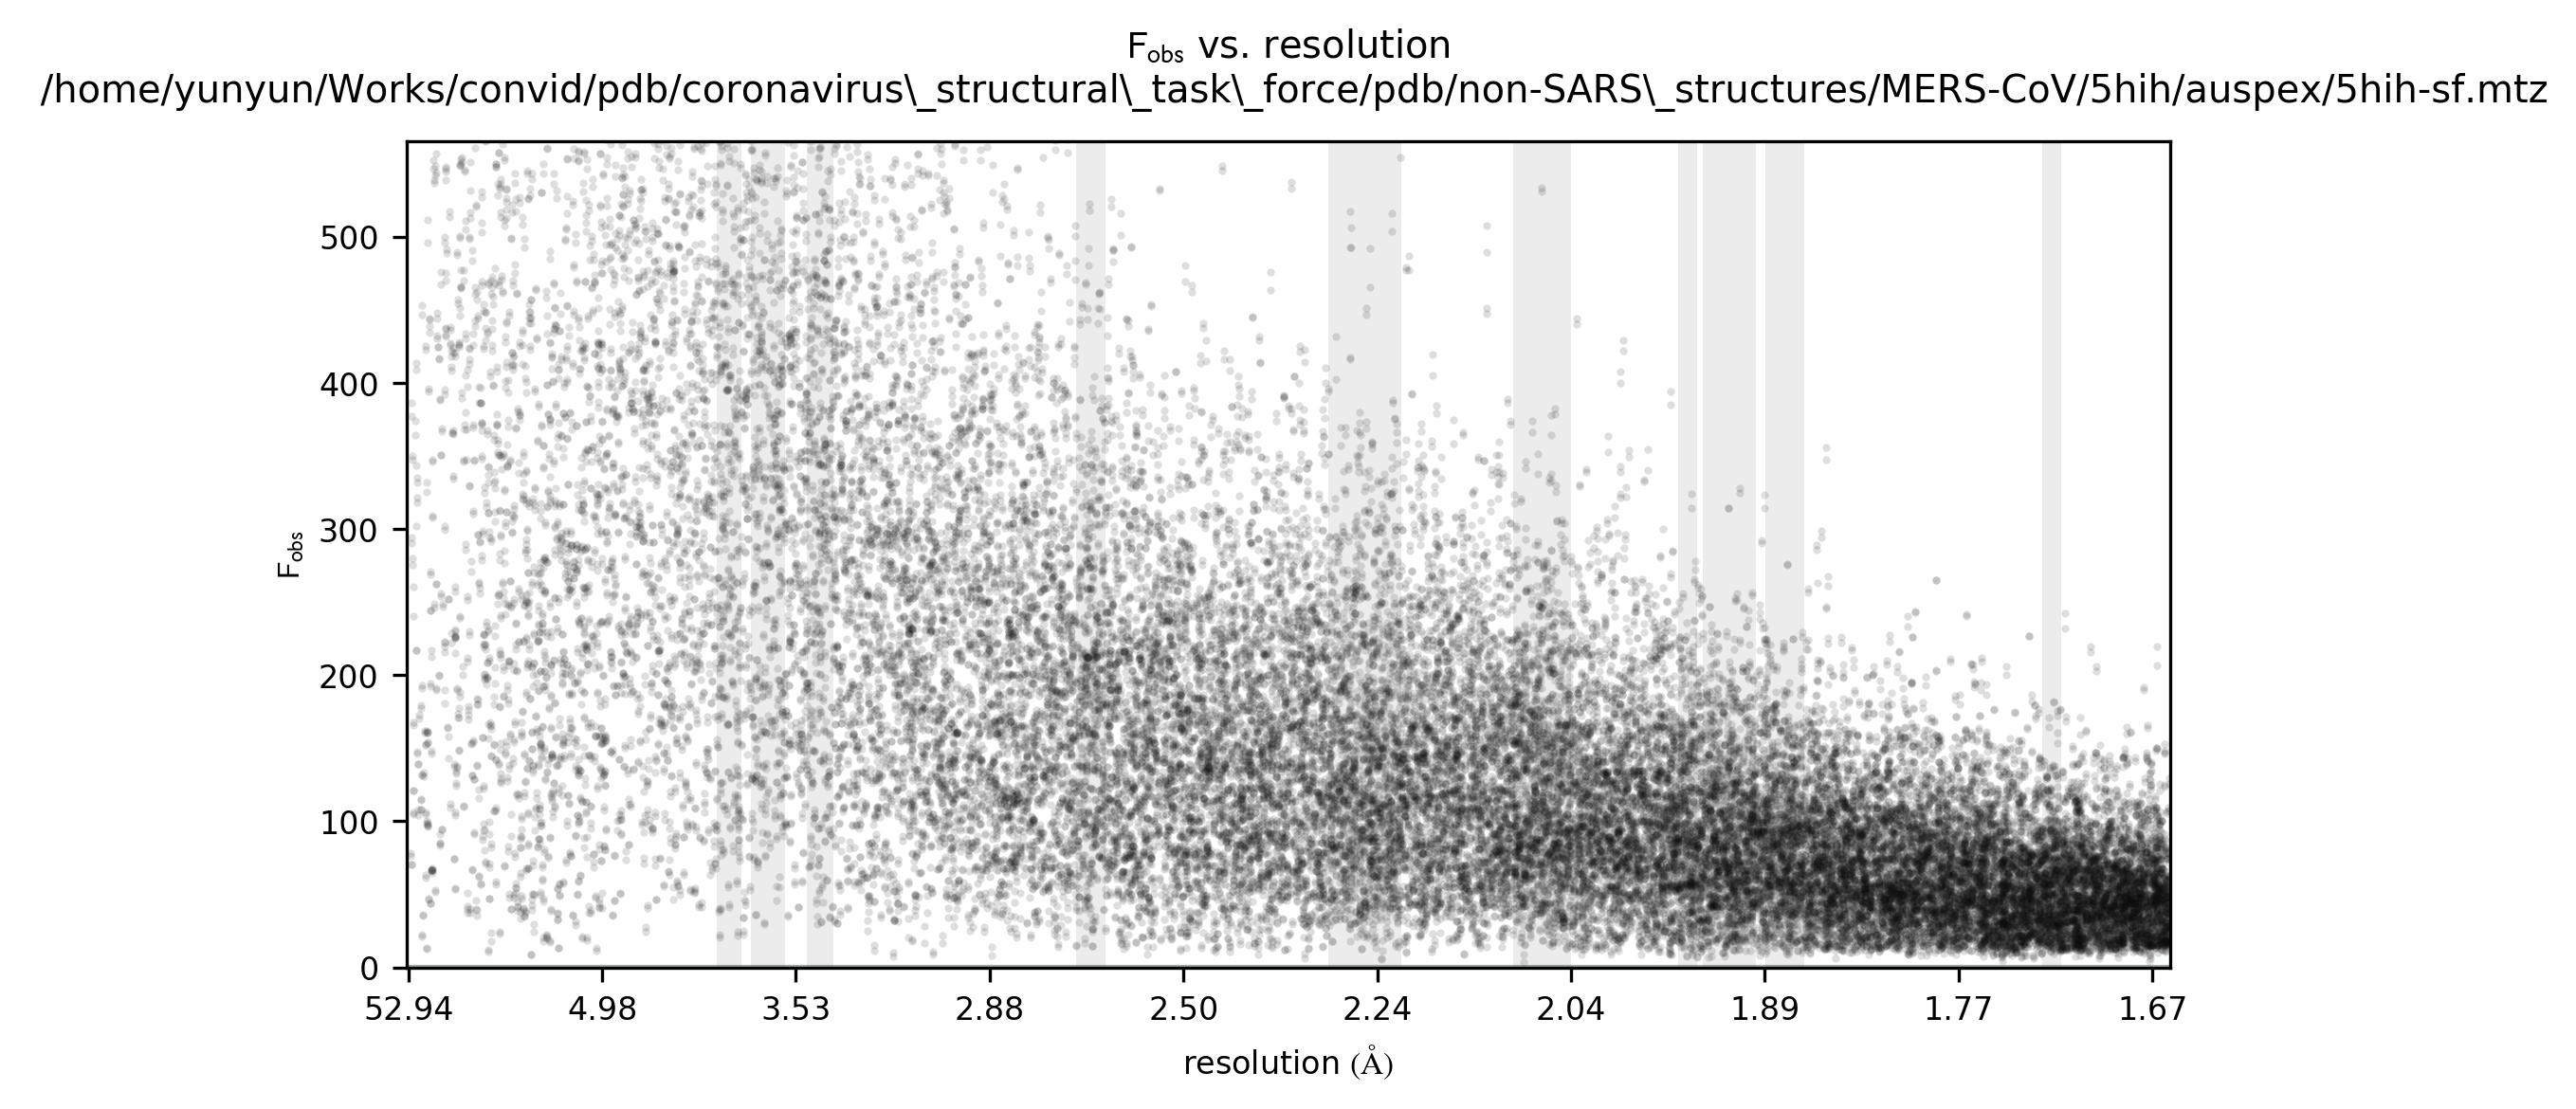 Fobs vs. resolution
/home/yunyun/Works/convid/pdb/coronavirus\_structural\_task\_force/pdb/non-SARS\_structures/MERS-CoV/5hih/auspex/5hih-sf.mtz
500
400
300
200
100
0
Fobs
52.94 4.98 3.53 2.88 2.50 2.24 2.04 1.89 1.77 1.67
resolution (Å)